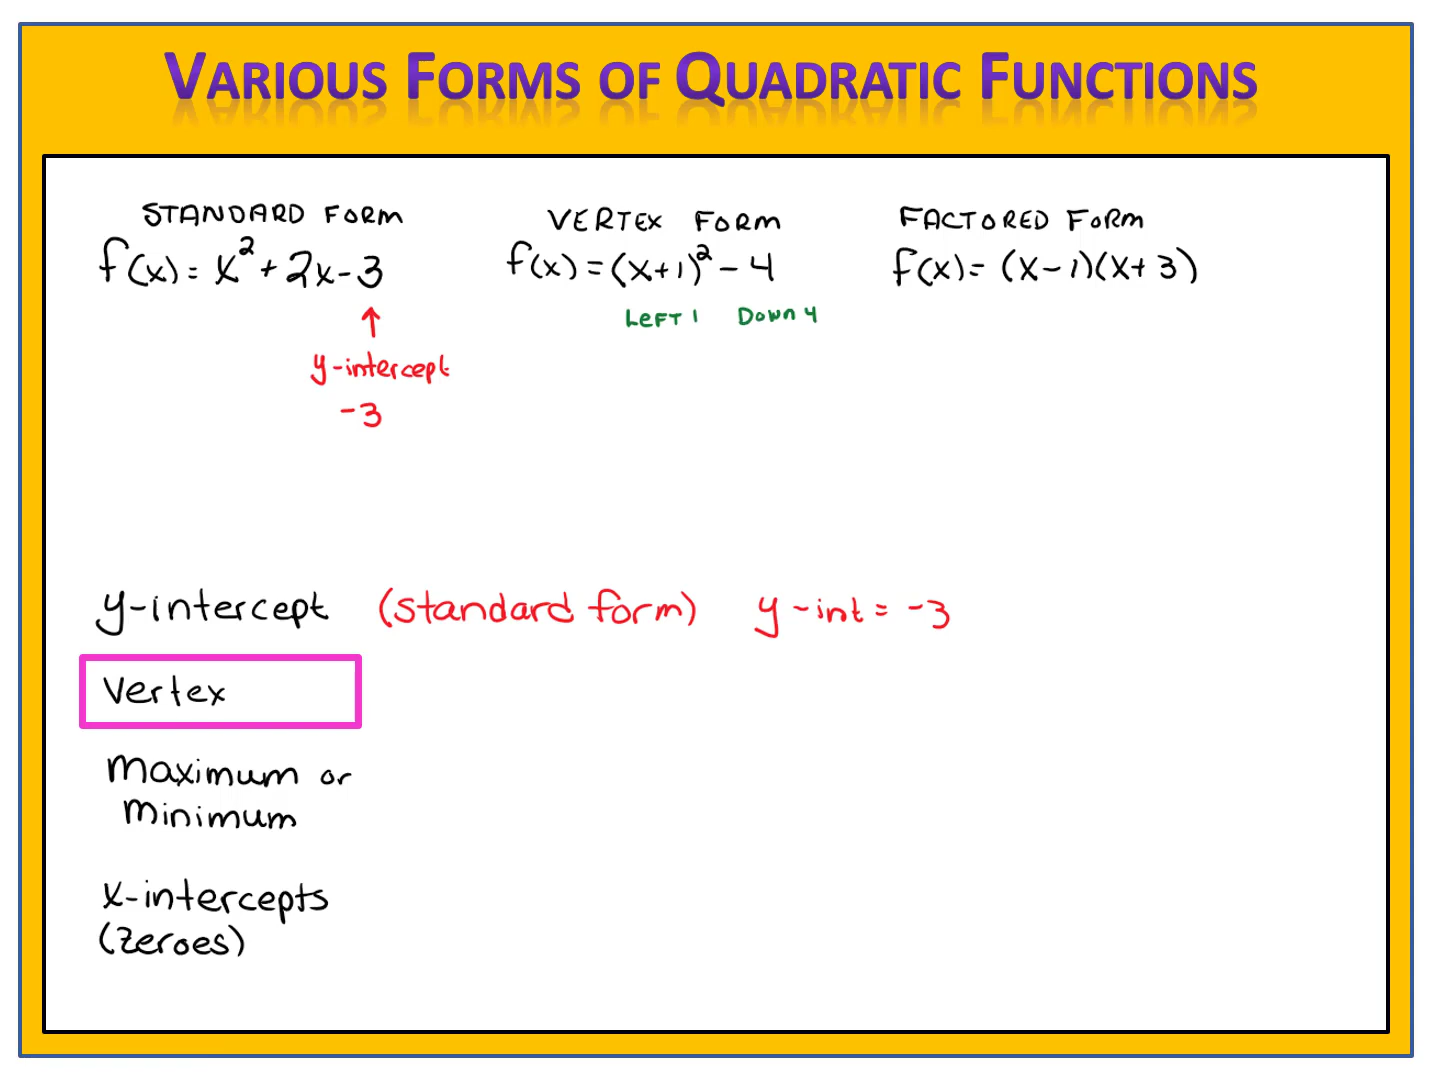 VARIOUS FORMS OF QUADRATIC FUNCTIONS
STANDARD FORM
f(x) = x² + 2x - 3
↑
y-intercept
-3
VERTEX FORM
f(x) = (x+1)² - 4
LEFT 1 DOWN 4
FACTORED FORM
f(x) = (x-1)(x+3)
y-intercept (standard form) y-int = -3
Vertex
Maximum or
Minimum
x-intercepts
(zeroes)